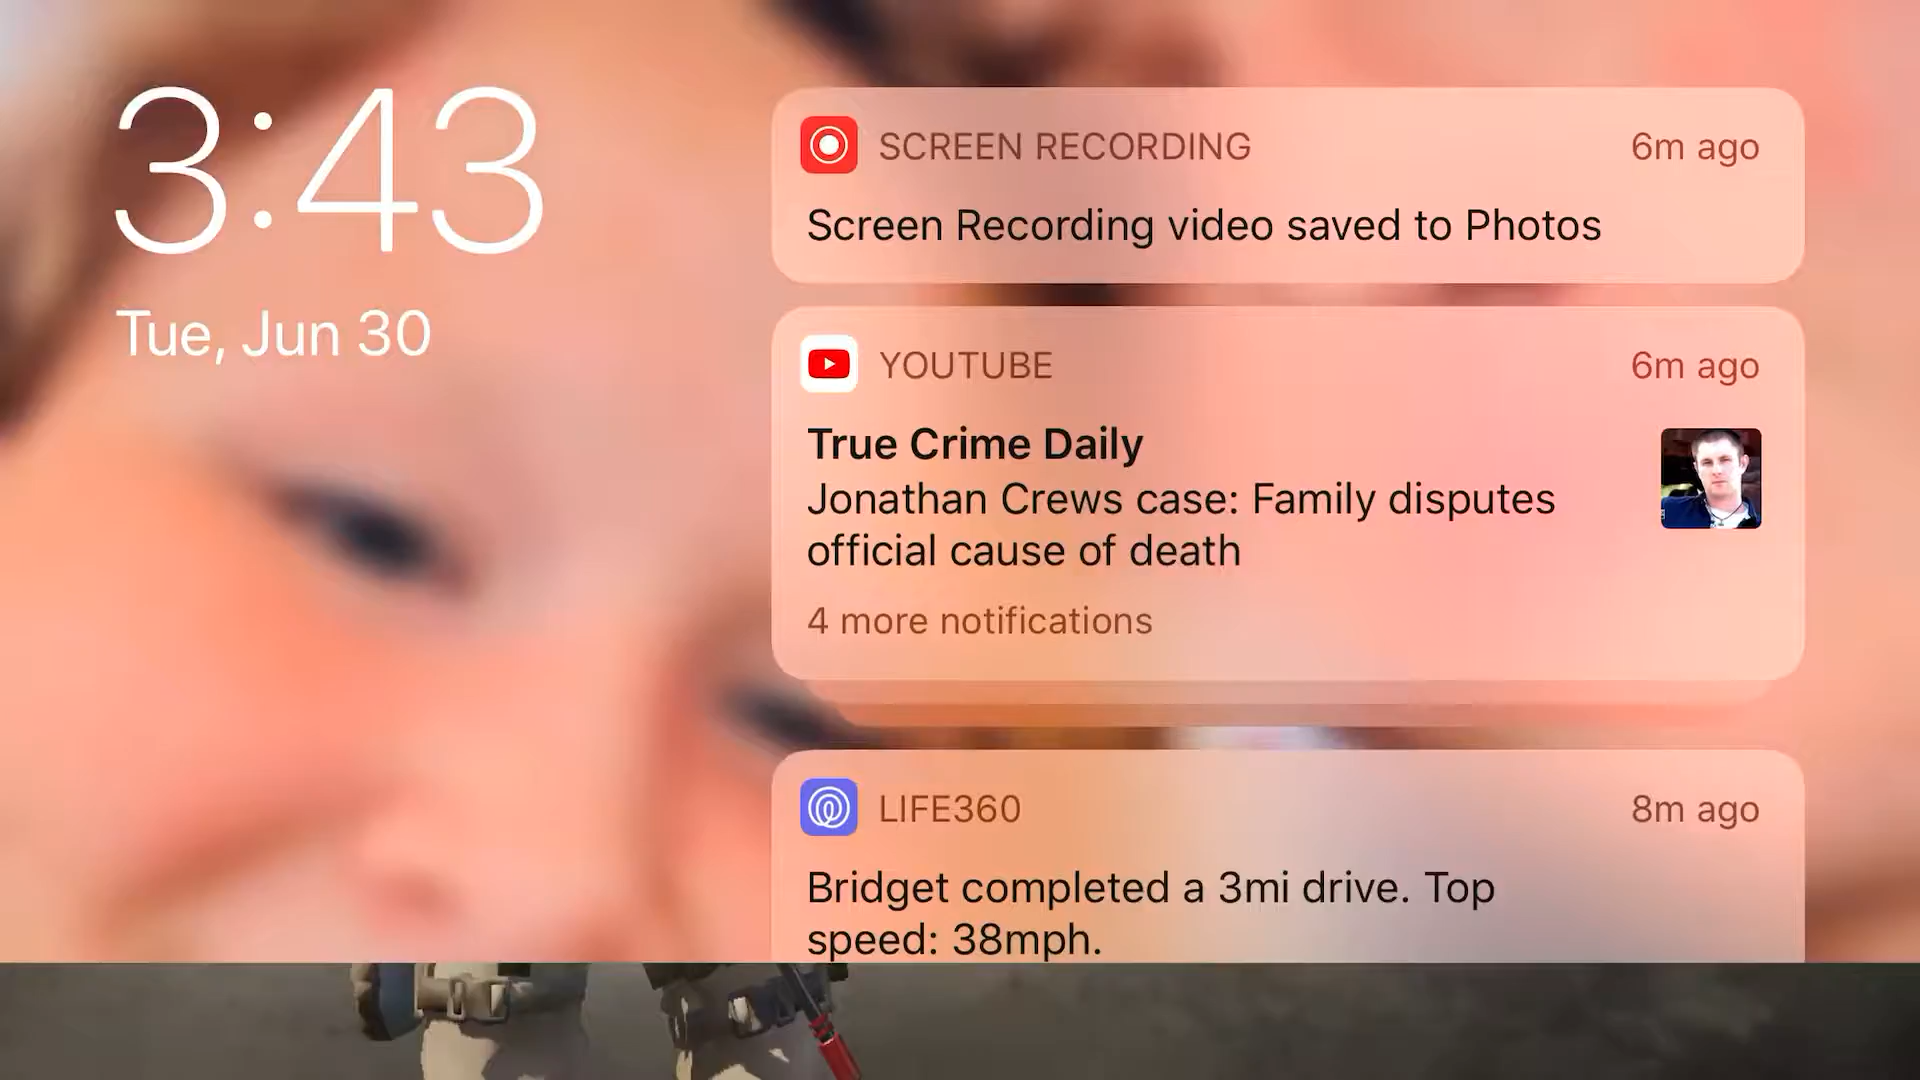 3:43
Tue, Jun 30
SCREEN RECORDING
6m ago
Screen Recording video saved to Photos
YOUTUBE
6m ago
True Crime Daily
Jonathan Crews case: Family disputes
official cause of death
4 more notifications
LIFE360
8m ago
Bridget completed a 3mi drive. Top
speed: 38mph.